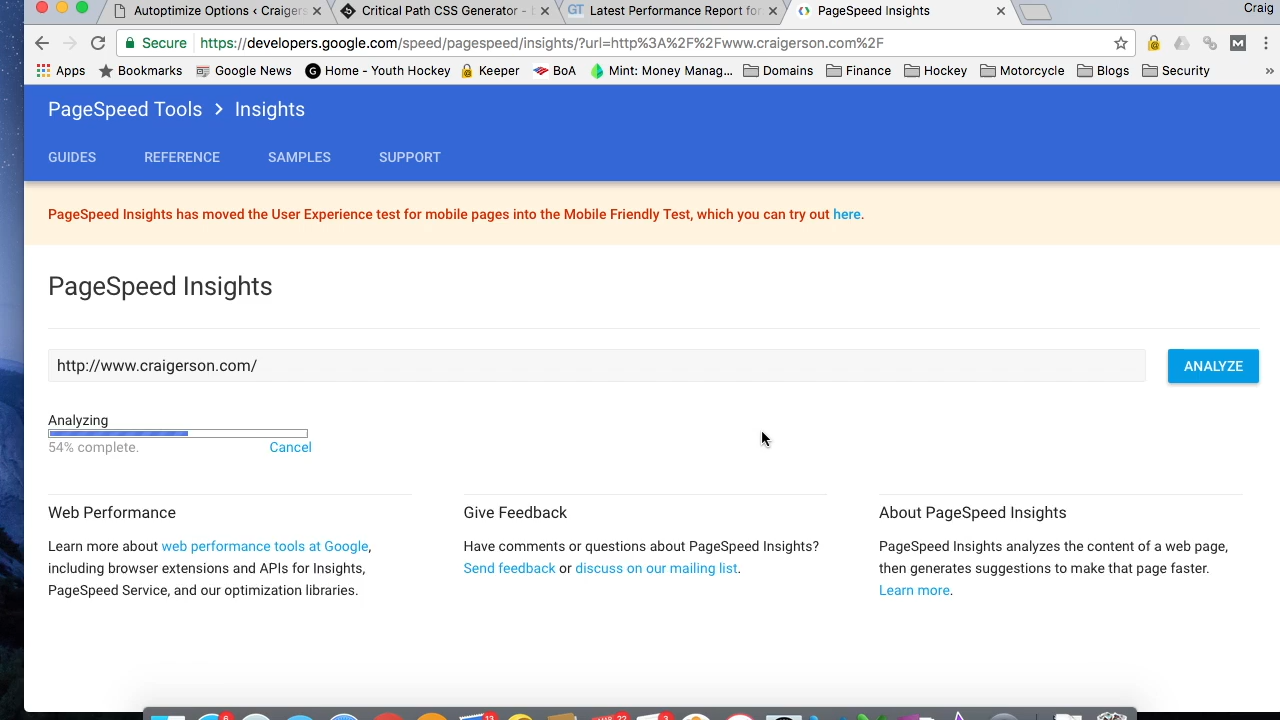 Autoptimize Options ‹ Craigers
Critical Path CSS Generator -
Latest Performance Report for
PageSpeed Insights
Craig
Secure
https://developers.google.com/speed/pagespeed/insights/?url=http%3A%2F%2Fwww.craigerson.com%2F
M
Apps
Bookmarks
Google News
G Home - Youth Hockey
Keeper
BoA
Mint: Money Manag...
Domains
Finance
Hockey
Motorcycle
Blogs
Security
»
PageSpeed Tools > Insights
GUIDES
REFERENCE
SAMPLES
SUPPORT
PageSpeed Insights has moved the User Experience test for mobile pages into the Mobile Friendly Test, which you can try out here.
PageSpeed Insights
http://www.craigerson.com/
ANALYZE
Analyzing
54% complete.
Cancel
Web Performance
Learn more about web performance tools at Google,
including browser extensions and APIs for Insights,
PageSpeed Service, and our optimization libraries.
Give Feedback
Have comments or questions about PageSpeed Insights?
Send feedback or discuss on our mailing list.
About PageSpeed Insights
PageSpeed Insights analyzes the content of a web page,
then generates suggestions to make that page faster.
Learn more.